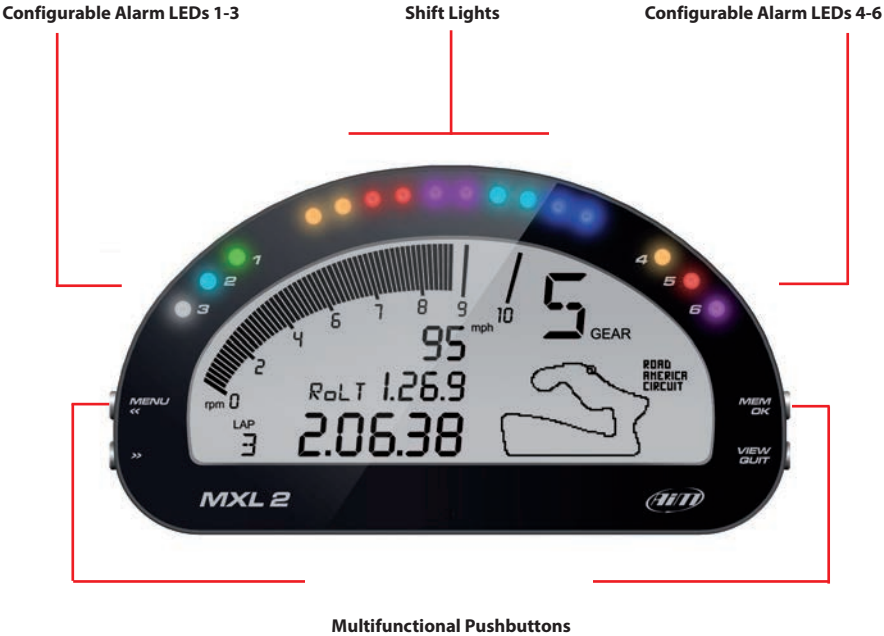 Configurable Alarm LEDs 1-3
Shift Lights
Configurable Alarm LEDs 4-6
1
2
3
4
5
6
rpm 0
2
4
6
7
8
9
10
95 mph
5 GEAR
RoLT 1.26.9
LAP
3
2.06.38
ROAD
AMERICA
CIRCUIT
MENU
<<
>>
MEM
OK
VIEW
QUIT
MXL 2
AiM
Multifunctional Pushbuttons